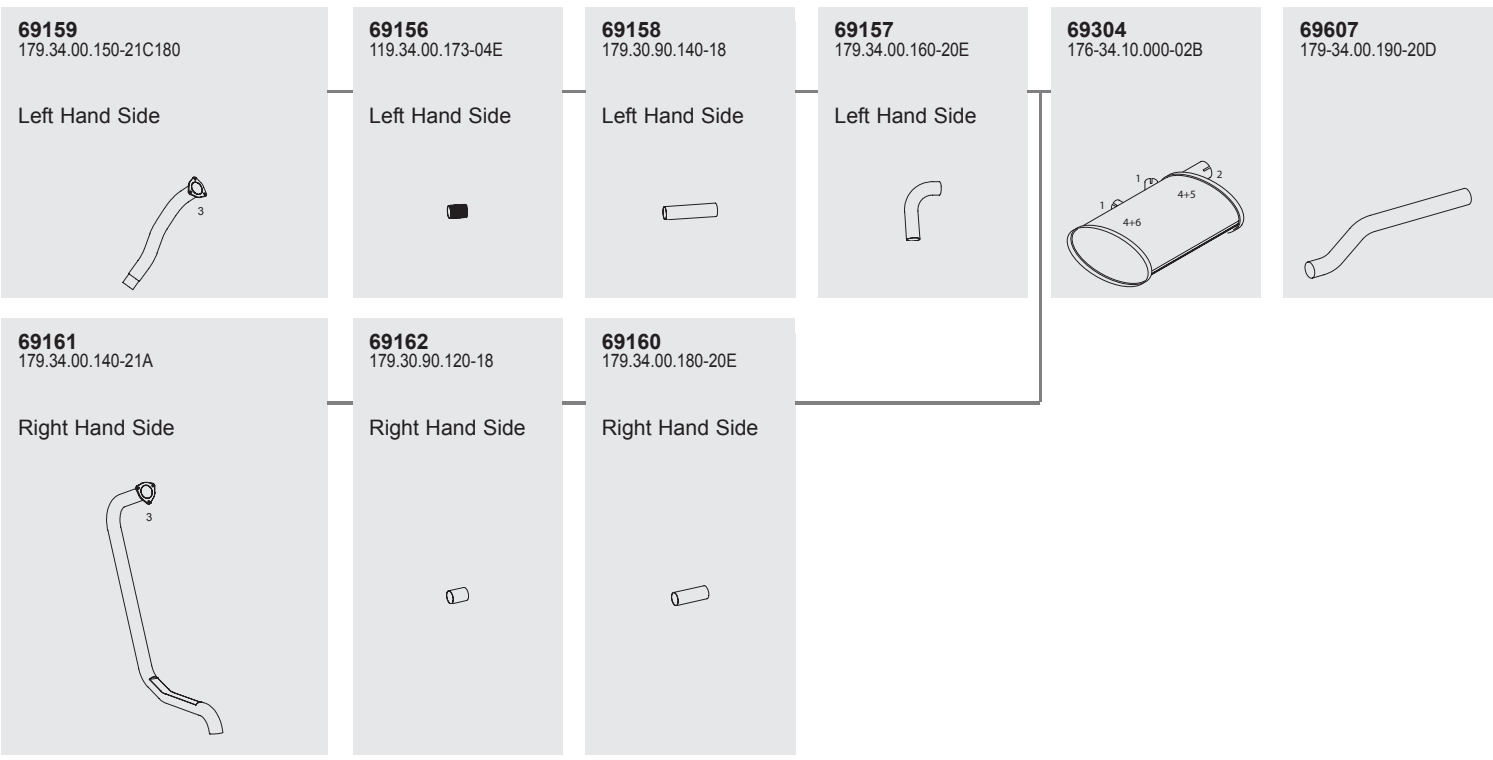 69159
179.34.00.150-21C180
Left Hand Side
3
69156
119.34.00.173-04E
Left Hand Side
69158
179.30.90.140-18
Left Hand Side
69157
179.34.00.160-20E
Left Hand Side
69304
176-34.10.000-02B
1
2
4+5
1
4+6
69607
179-34.00.190-20D
69161
179.34.00.140-21A
Right Hand Side
3
69162
179.30.90.120-18
Right Hand Side
69160
179.34.00.180-20E
Right Hand Side